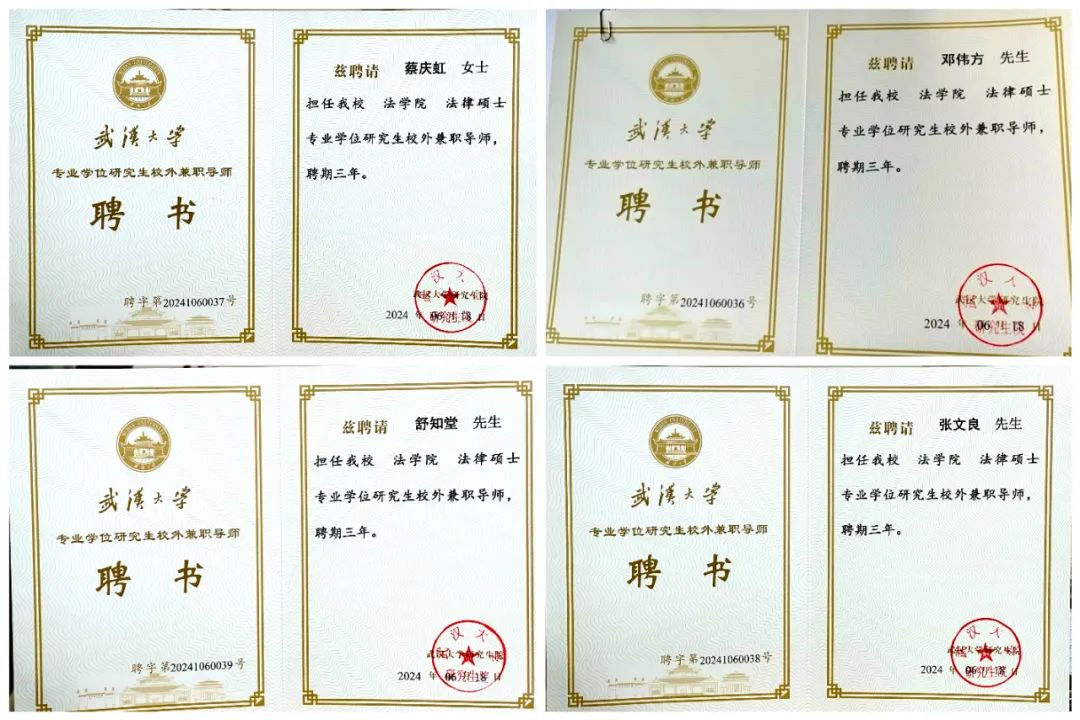 武漢大学
专业学位研究生校外兼职导师
聘 书
聘字第20241060037号
兹聘请 蔡庆虹 女士
担任我校 法学院 法律硕士
专业学位研究生校外兼职导师，
聘期三年。
武汉大学研究生院
2024 年 06 月 18 日
研究生院
武漢大学
专业学位研究生校外兼职导师
聘 书
聘字第20241060036号
兹聘请 邓伟方 先生
担任我校 法学院 法律硕士
专业学位研究生校外兼职导师，
聘期三年。
武汉大学研究生院
2024 年 06 月 18 日
研究生院
武漢大学
专业学位研究生校外兼职导师
聘 书
聘字第20241060039号
兹聘请 舒知堂 先生
担任我校 法学院 法律硕士
专业学位研究生校外兼职导师，
聘期三年。
武汉大学研究生院
2024 年 06 月 18 日
研究生院
武漢大学
专业学位研究生校外兼职导师
聘 书
聘字第20241060038号
兹聘请 张文良 先生
担任我校 法学院 法律硕士
专业学位研究生校外兼职导师，
聘期三年。
武汉大学研究生院
2024 年 06 月 18 日
研究生院